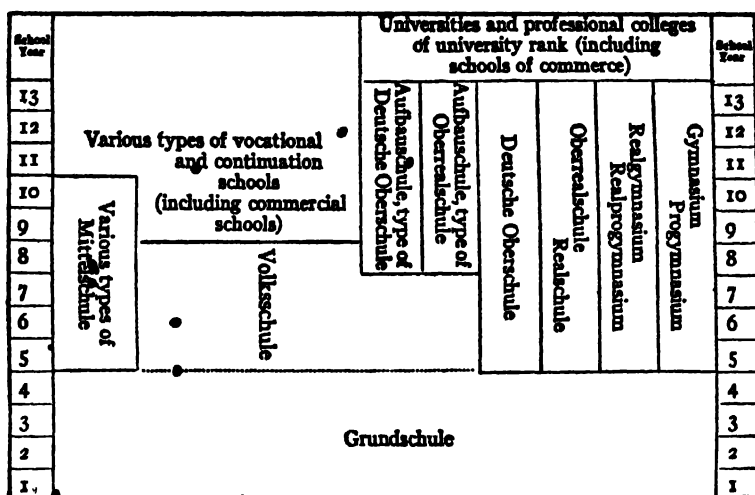 Universities and professional colleges
of university rank (including
schools of commerce)
School
Year
13
12
11
10
9
8
7
6
5
4
3
2
1
Various types of vocational
and continuation
schools
(including commercial
schools)
Various types of
Mittelschule
Volksschule
Aufbauschule, type of
Deutsche Oberschule
Aufbauschule, type of
Oberrealschule
Deutsche Oberschule
Oberrealschule
Realschule
Realgymnasium
Realprogymnasium
Gymnasium
Progymnasium
Grundschule
School
Year
13
12
11
10
9
8
7
6
5
4
3
2
1